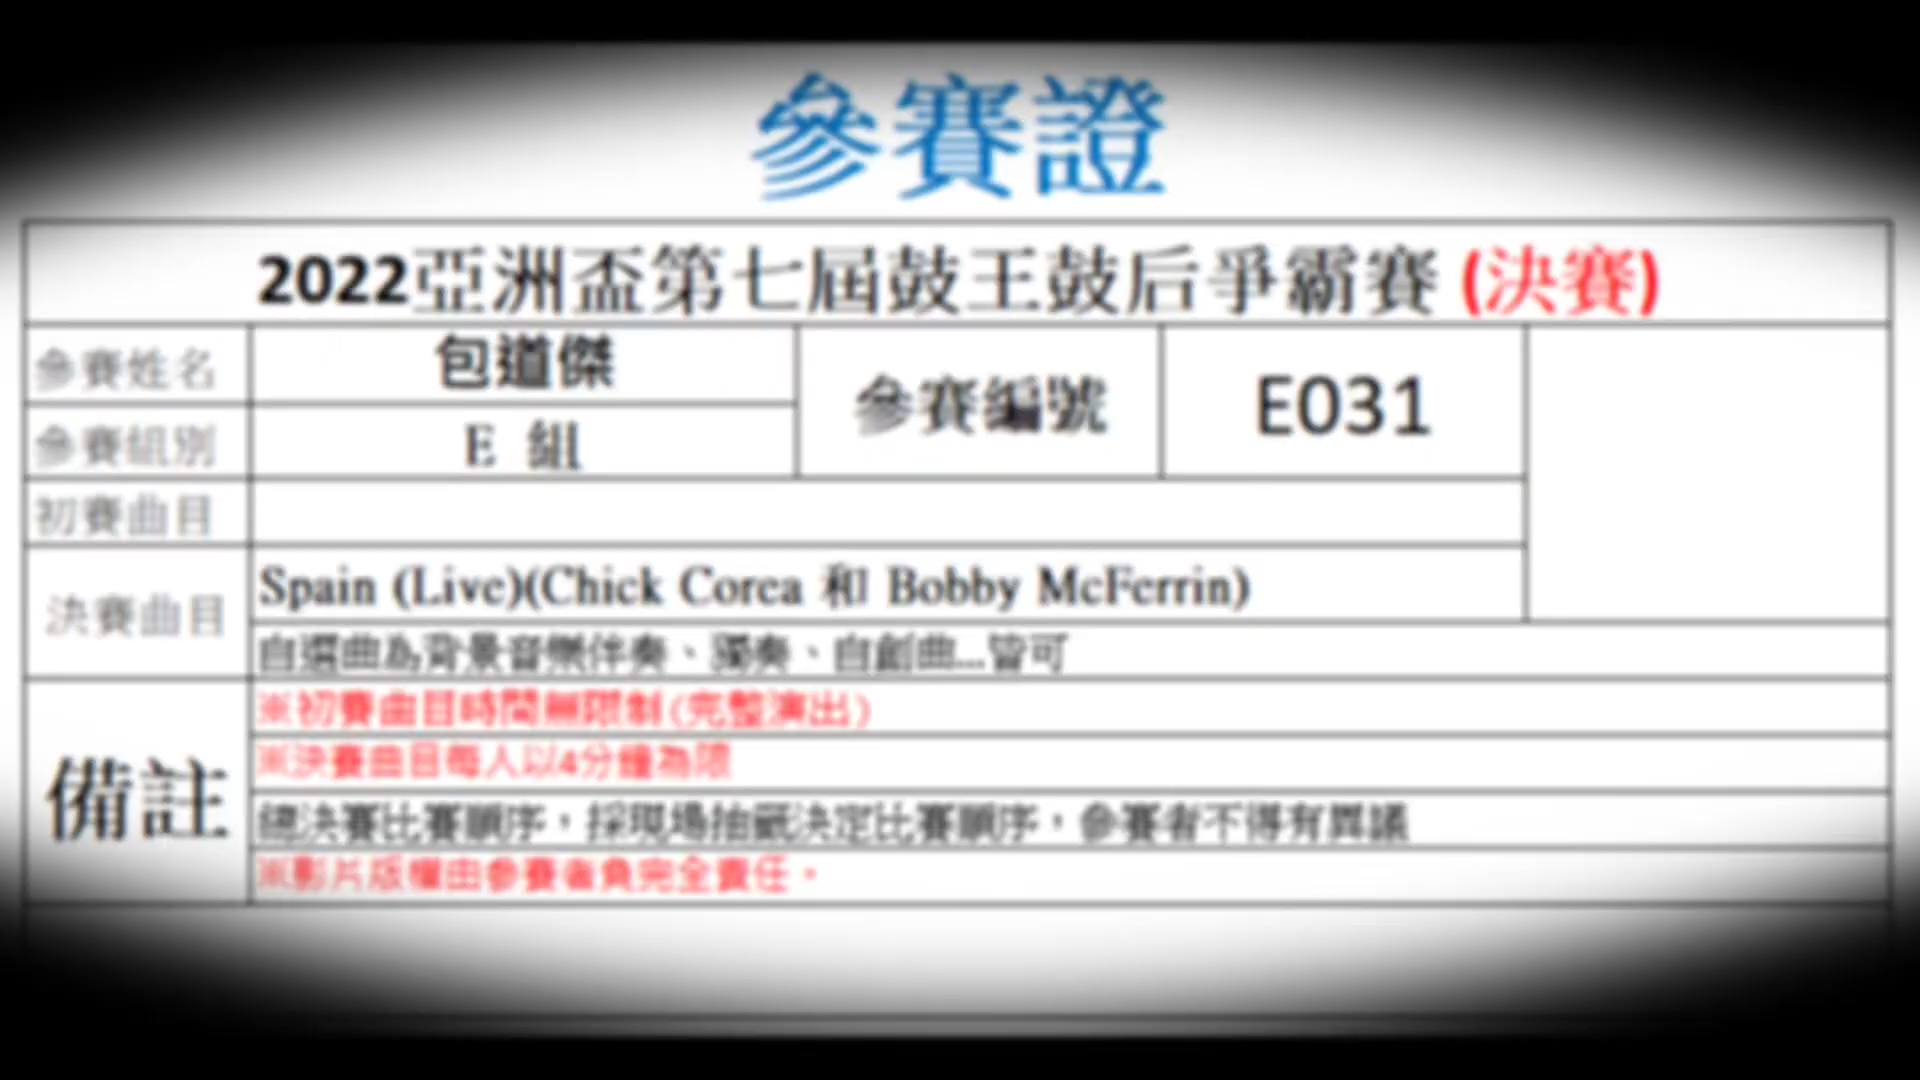 參賽證
2022亞洲盃第七屆鼓王鼓后爭霸賽 (決賽)
參賽姓名 包道傑 參賽編號 E031
參賽組別 E 組
初賽曲目
決賽曲目 Spain (Live)(Chick Corea 和 Bobby McFerrin)
自選曲為背景音樂伴奏、獨奏、自創曲...皆可
備註
※初賽曲目時間無限制(完整演出)
※決賽曲目每人以4分鐘為限
總決賽比賽順序，採現場抽籤決定比賽順序，參賽者不得有異議
※影片版權由參賽者負完全責任。